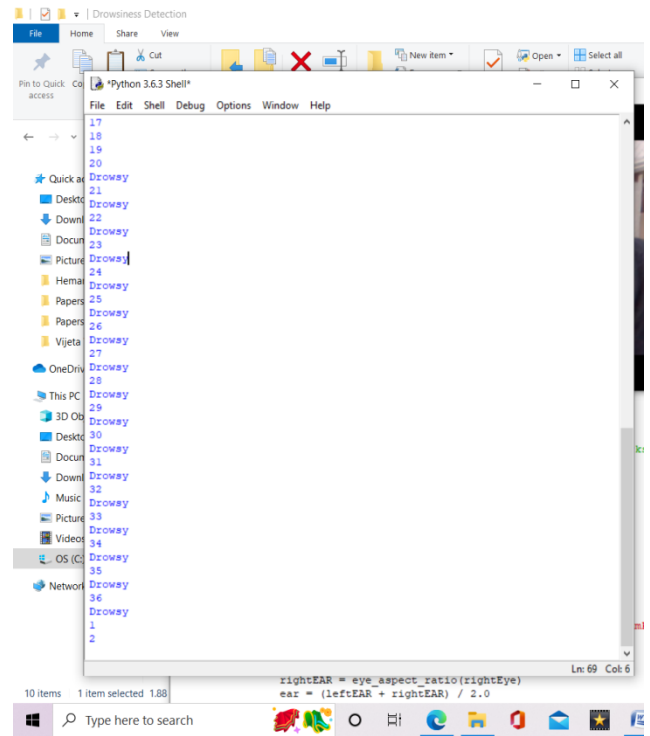 Drowsiness Detection
File Home Share View
Cut
New item
Open
Select all
Pin to Quick
access
*Python 3.6.3 Shell*
File Edit Shell Debug Options Window Help
17
18
19
20
Drowsy
21
Drowsy
22
Drowsy
23
Drowsy
24
Drowsy
25
Drowsy
26
Drowsy
27
Drowsy
28
Drowsy
29
Drowsy
30
Drowsy
31
Drowsy
32
Drowsy
33
Drowsy
34
Drowsy
35
Drowsy
36
Drowsy
1
2
Ln: 69 Col: 6
Quick ac
Deskto
Downl
Docum
Picture
Hemar
Papers
Papers
Vijeta
OneDriv
This PC
3D Ob
Deskto
Docum
Downl
Music
Picture
Videos
OS (C:
Network
rightEAR = eye_aspect_ratio(rightEye)
ear = (leftEAR + rightEAR) / 2.0
10 items 1 item selected 1.88
Type here to search